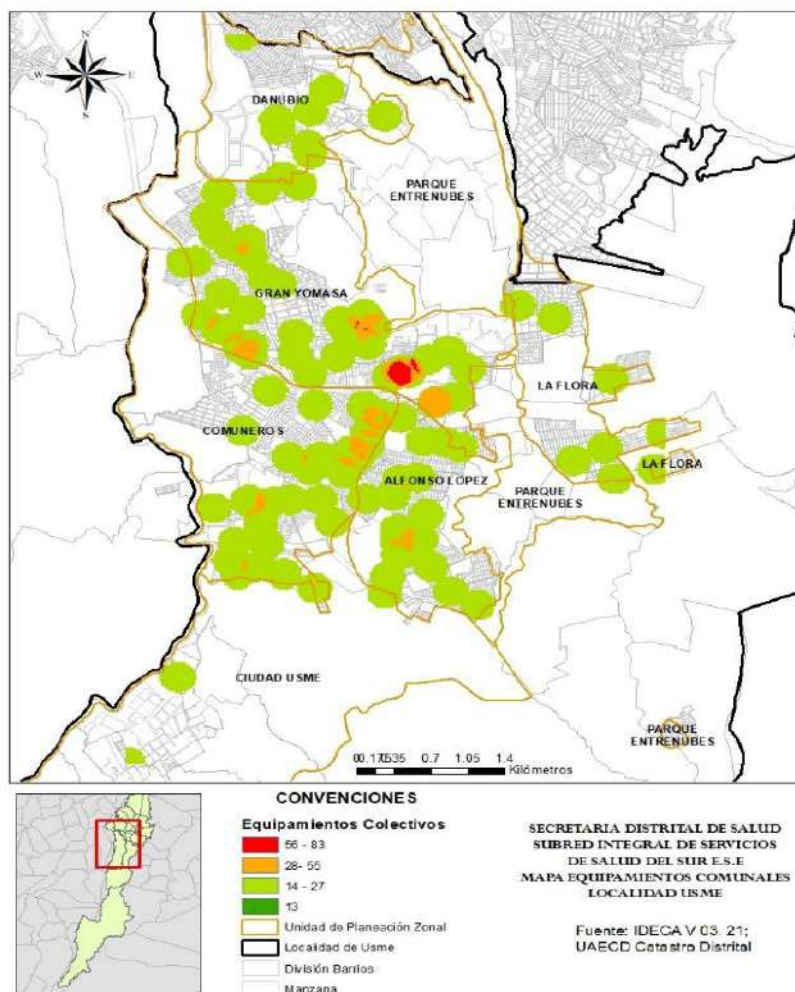 N
W E
S
DANUBIO
PARQUE
ENTRENUBES
GRAN YOMASA
LA FLORA
COMUNEROS
LA FLORA
ALFONSO LÓPEZ
PARQUE
ENTRENUBES
CIUDAD USME
PARQUE
ENTRENUBES
0.7 1.05 1.4
Kilómetros
CONVENCIONES
Equipamientos Colectivos
56 - 83
28- 55
14 - 27
13
Unidad de Planeación Zonal
Localidad de Usme
División Barrios
Manzana
SECRETARIA DISTRITAL DE SALUD
SUBRED INTEGRAL DE SERVICIOS
DE SALUD DEL SUR E.S.E
MAPA EQUIPAMIENTOS COMUNALES
LOCALIDAD USME
Fuente: IDECA V 03. 21;
UAECD Catastro Distrital